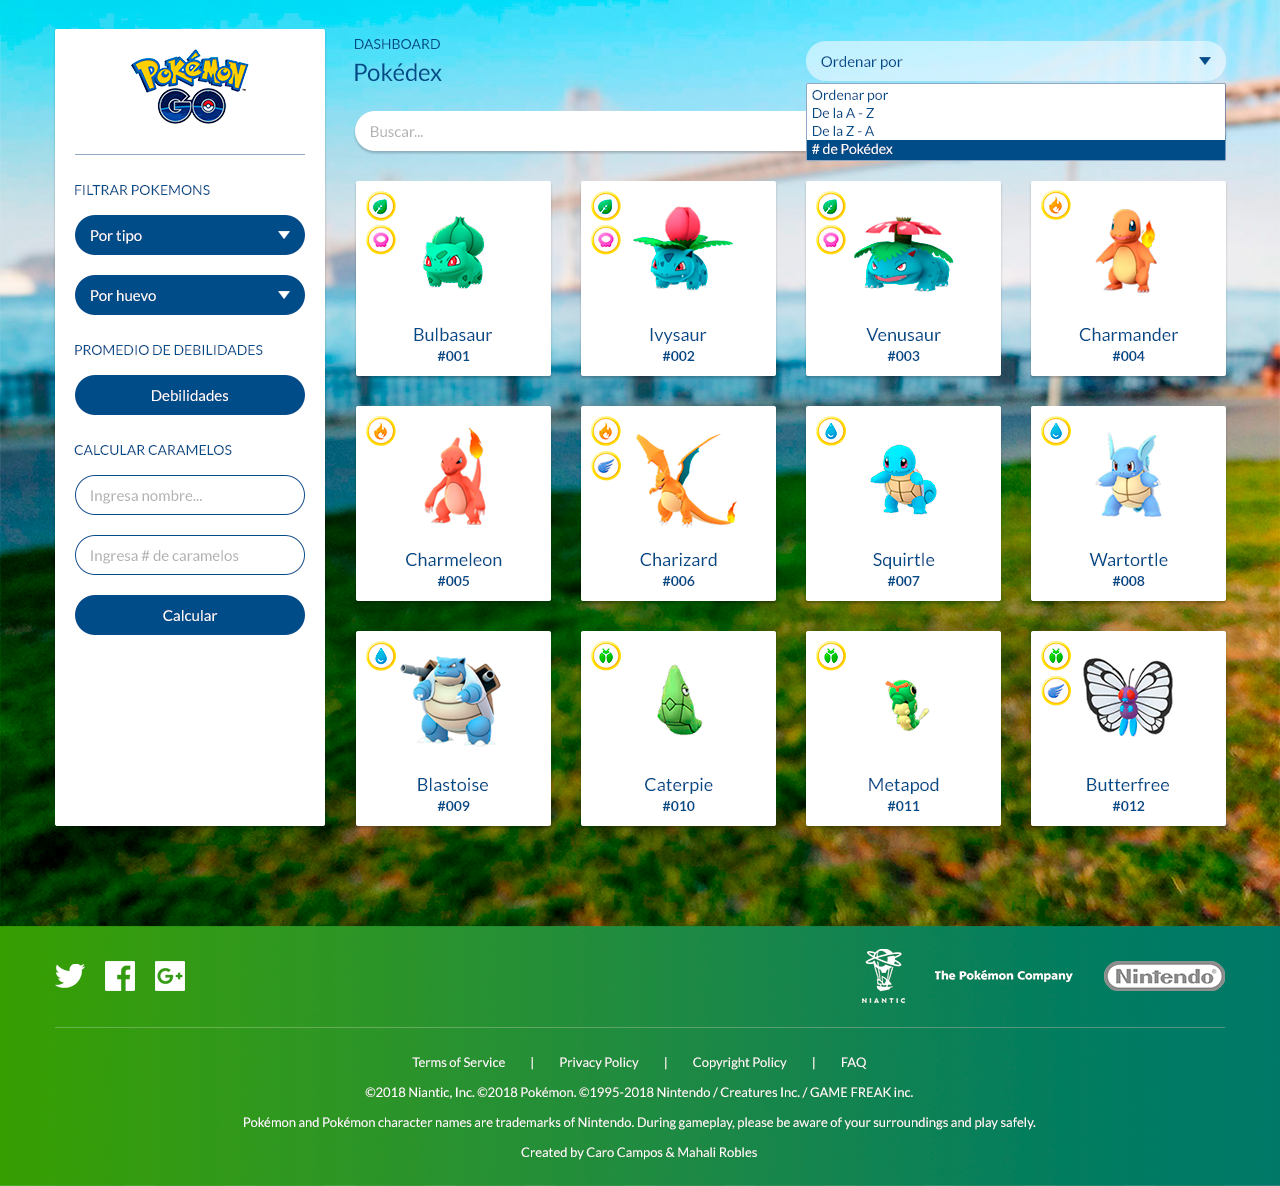 POKÉMON
GO
FILTRAR POKEMONS
Por tipo
Por huevo
PROMEDIO DE DEBILIDADES
Debilidades
CALCULAR CARAMELOS
Ingresa nombre...
Ingresa # de caramelos
Calcular
DASHBOARD
Pokédex
Ordenar por
Ordenar por
De la A - Z
De la Z - A
# de Pokédex
Buscar...
Bulbasaur
#001
Ivysaur
#002
Venusaur
#003
Charmander
#004
Charmeleon
#005
Charizard
#006
Squirtle
#007
Wartortle
#008
Blastoise
#009
Caterpie
#010
Metapod
#011
Butterfree
#012
G+
NIANTIC
The Pokémon Company
Nintendo®
Terms of Service | Privacy Policy | Copyright Policy | FAQ
©2018 Niantic, Inc. ©2018 Pokémon. ©1995-2018 Nintendo / Creatures Inc. / GAME FREAK inc.
Pokémon and Pokémon character names are trademarks of Nintendo. During gameplay, please be aware of your surroundings and play safely.
Created by Caro Campos & Mahali Robles